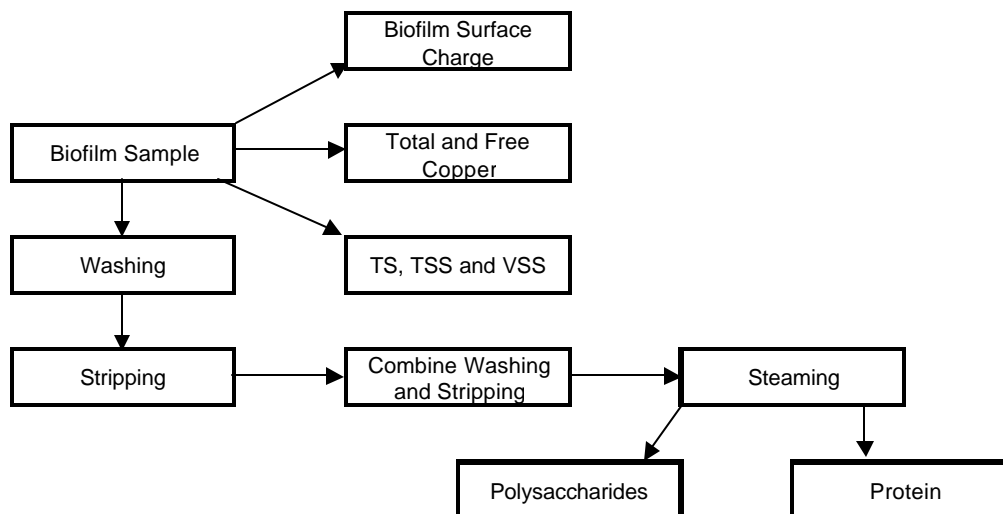 Biofilm Surface
Charge
Biofilm Sample
Total and Free
Copper
Washing
TS, TSS and VSS
Stripping
Combine Washing
and Stripping
Steaming
Polysaccharides
Protein